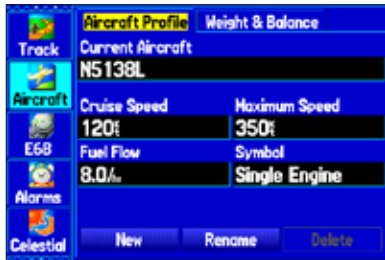 Aircraft Profile Weight & Balance
Track
Current Aircraft
N5138L
Aircraft
Cruise Speed Maximum Speed
120 350
E6B
Fuel Flow Symbol
8.0 Single Engine
Alarms
New Rename Delete
Celestial